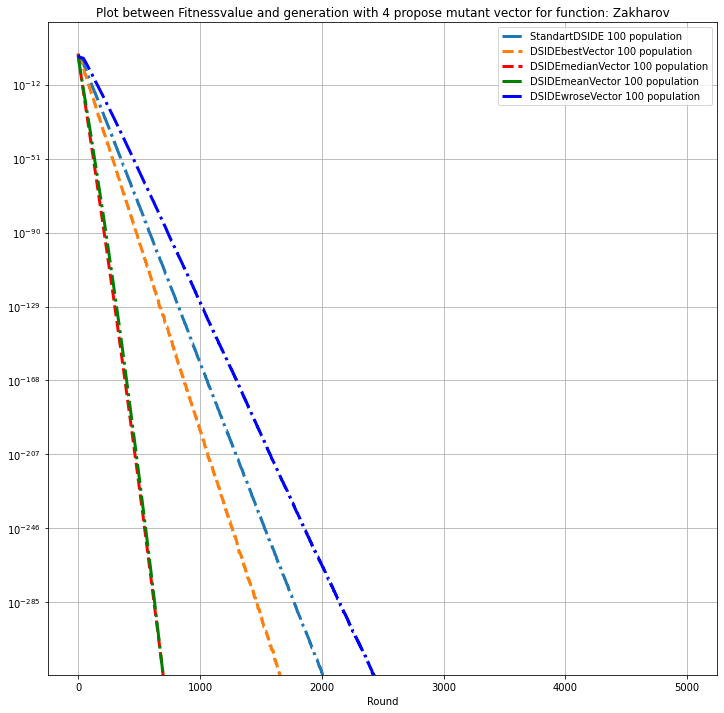 Plot between Fitnessvalue and generation with 4 propose mutant vector for function: Zakharov
StandartDSIDE 100 population
DSIDEbestVector 100 population
DSIDEmedianVector 100 population
DSIDEmeanVector 100 population
DSIDEwroseVector 100 population
10⁻¹²
10⁻⁵¹
10⁻⁹⁰
10⁻¹²⁹
10⁻¹⁶⁸
10⁻²⁰⁷
10⁻²⁴⁶
10⁻²⁸⁵
0 1000 2000 3000 4000 5000
Round